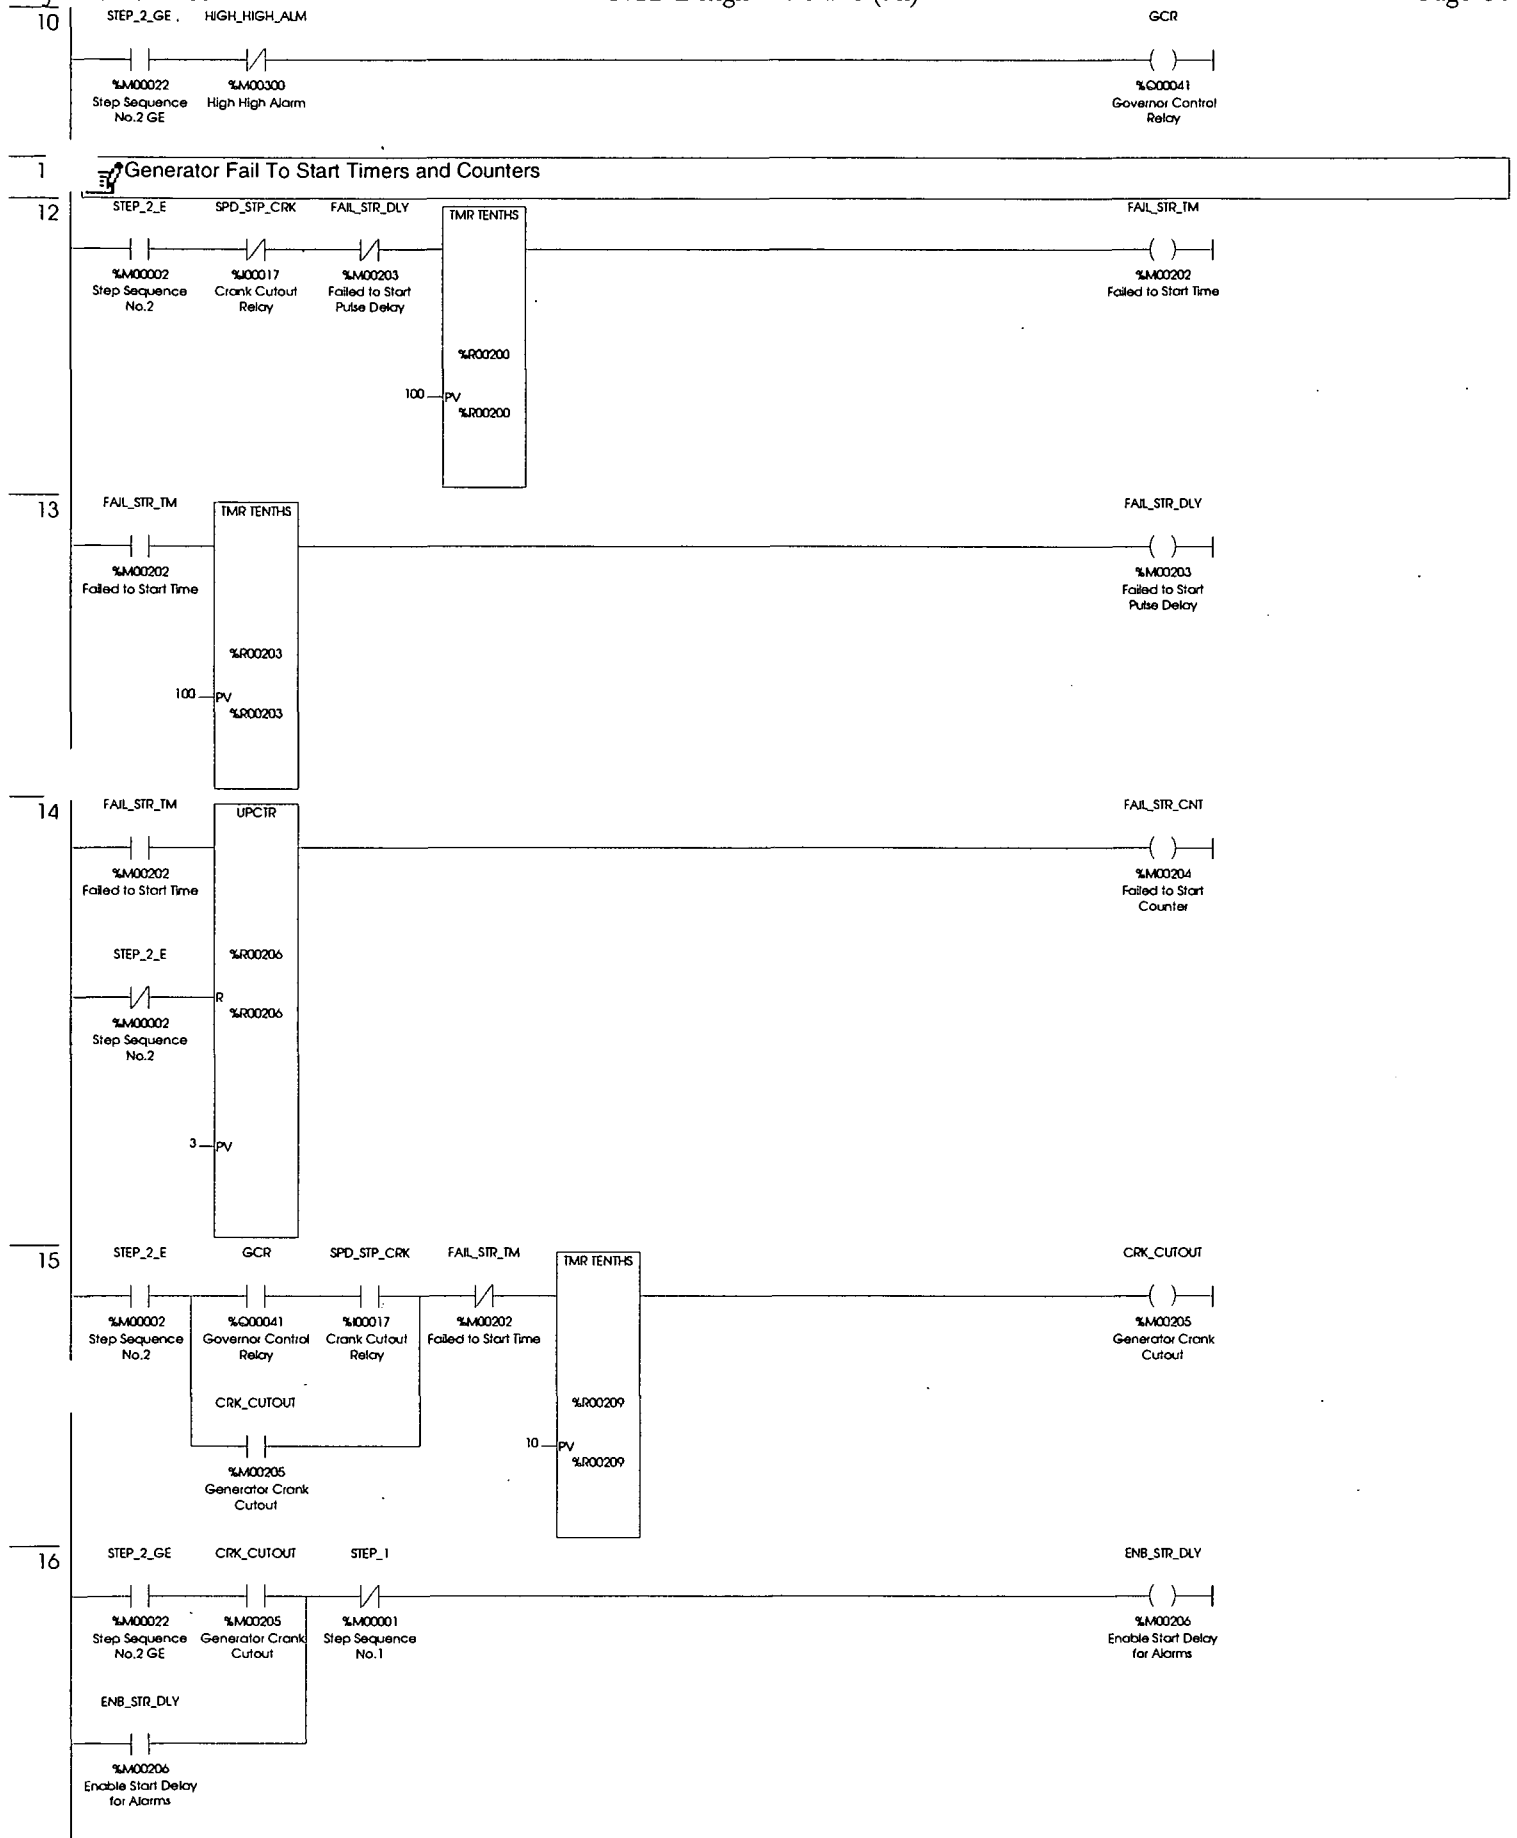 10
STEP_2_GE HIGH_HIGH_ALM GCR
%M00022 %M00300 %Q00041
Step Sequence High High Alarm Governor Control
No.2 GE Relay
1
Generator Fail To Start Timers and Counters
12
STEP_2_E SPD_STP_CRK FAIL_STR_DLY TMR TENTHS FAIL_STR_TM
%M00002 %I00017 %M00203 %M00202
Step Sequence Crank Cutout Failed to Start Failed to Start Time
No.2 Relay Pulse Delay
%R00200
100 PV
%R00200
13
FAIL_STR_TM TMR TENTHS FAIL_STR_DLY
%M00202 %M00203
Failed to Start Time Failed to Start
Pulse Delay
%R00203
100 PV
%R00203
14
FAIL_STR_TM UPCTR FAIL_STR_CNT
%M00202 %M00204
Failed to Start Time Failed to Start
Counter
STEP_2_E %R00206
R
%M00002 %R00206
Step Sequence
No.2
3 PV
15
STEP_2_E GCR SPD_STP_CRK FAIL_STR_TM TMR TENTHS CRK_CUTOUT
%M00002 %Q00041 %I00017 %M00202 %M00205
Step Sequence Governor Control Crank Cutout Failed to Start Time Generator Crank
No.2 Relay Relay Cutout
CRK_CUTOUT %R00209
10 PV
%M00205 %R00209
Generator Crank
Cutout
16
STEP_2_GE CRK_CUTOUT STEP_1 ENB_STR_DLY
%M00022 %M00205 %M00001 %M00206
Step Sequence Generator Crank Step Sequence Enable Start Delay
No.2 GE Cutout No.1 for Alarms
ENB_STR_DLY
%M00206
Enable Start Delay
for Alarms